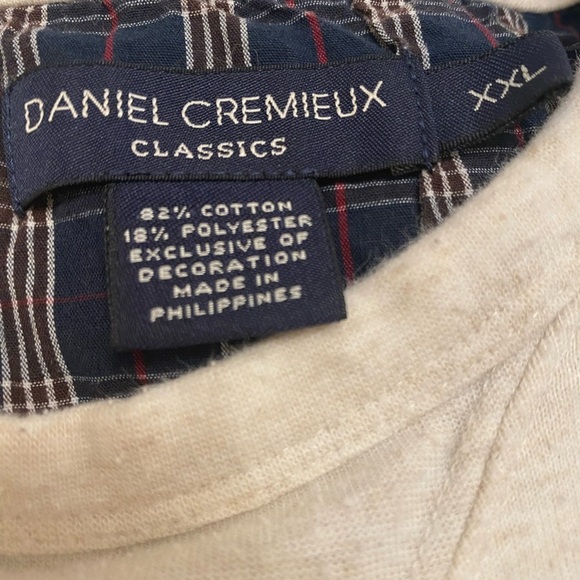 DANIEL CREMIEUX
CLASSICS
XXL
82% COTTON
18% POLYESTER
EXCLUSIVE OF
DECORATION
MADE IN
PHILIPPINES